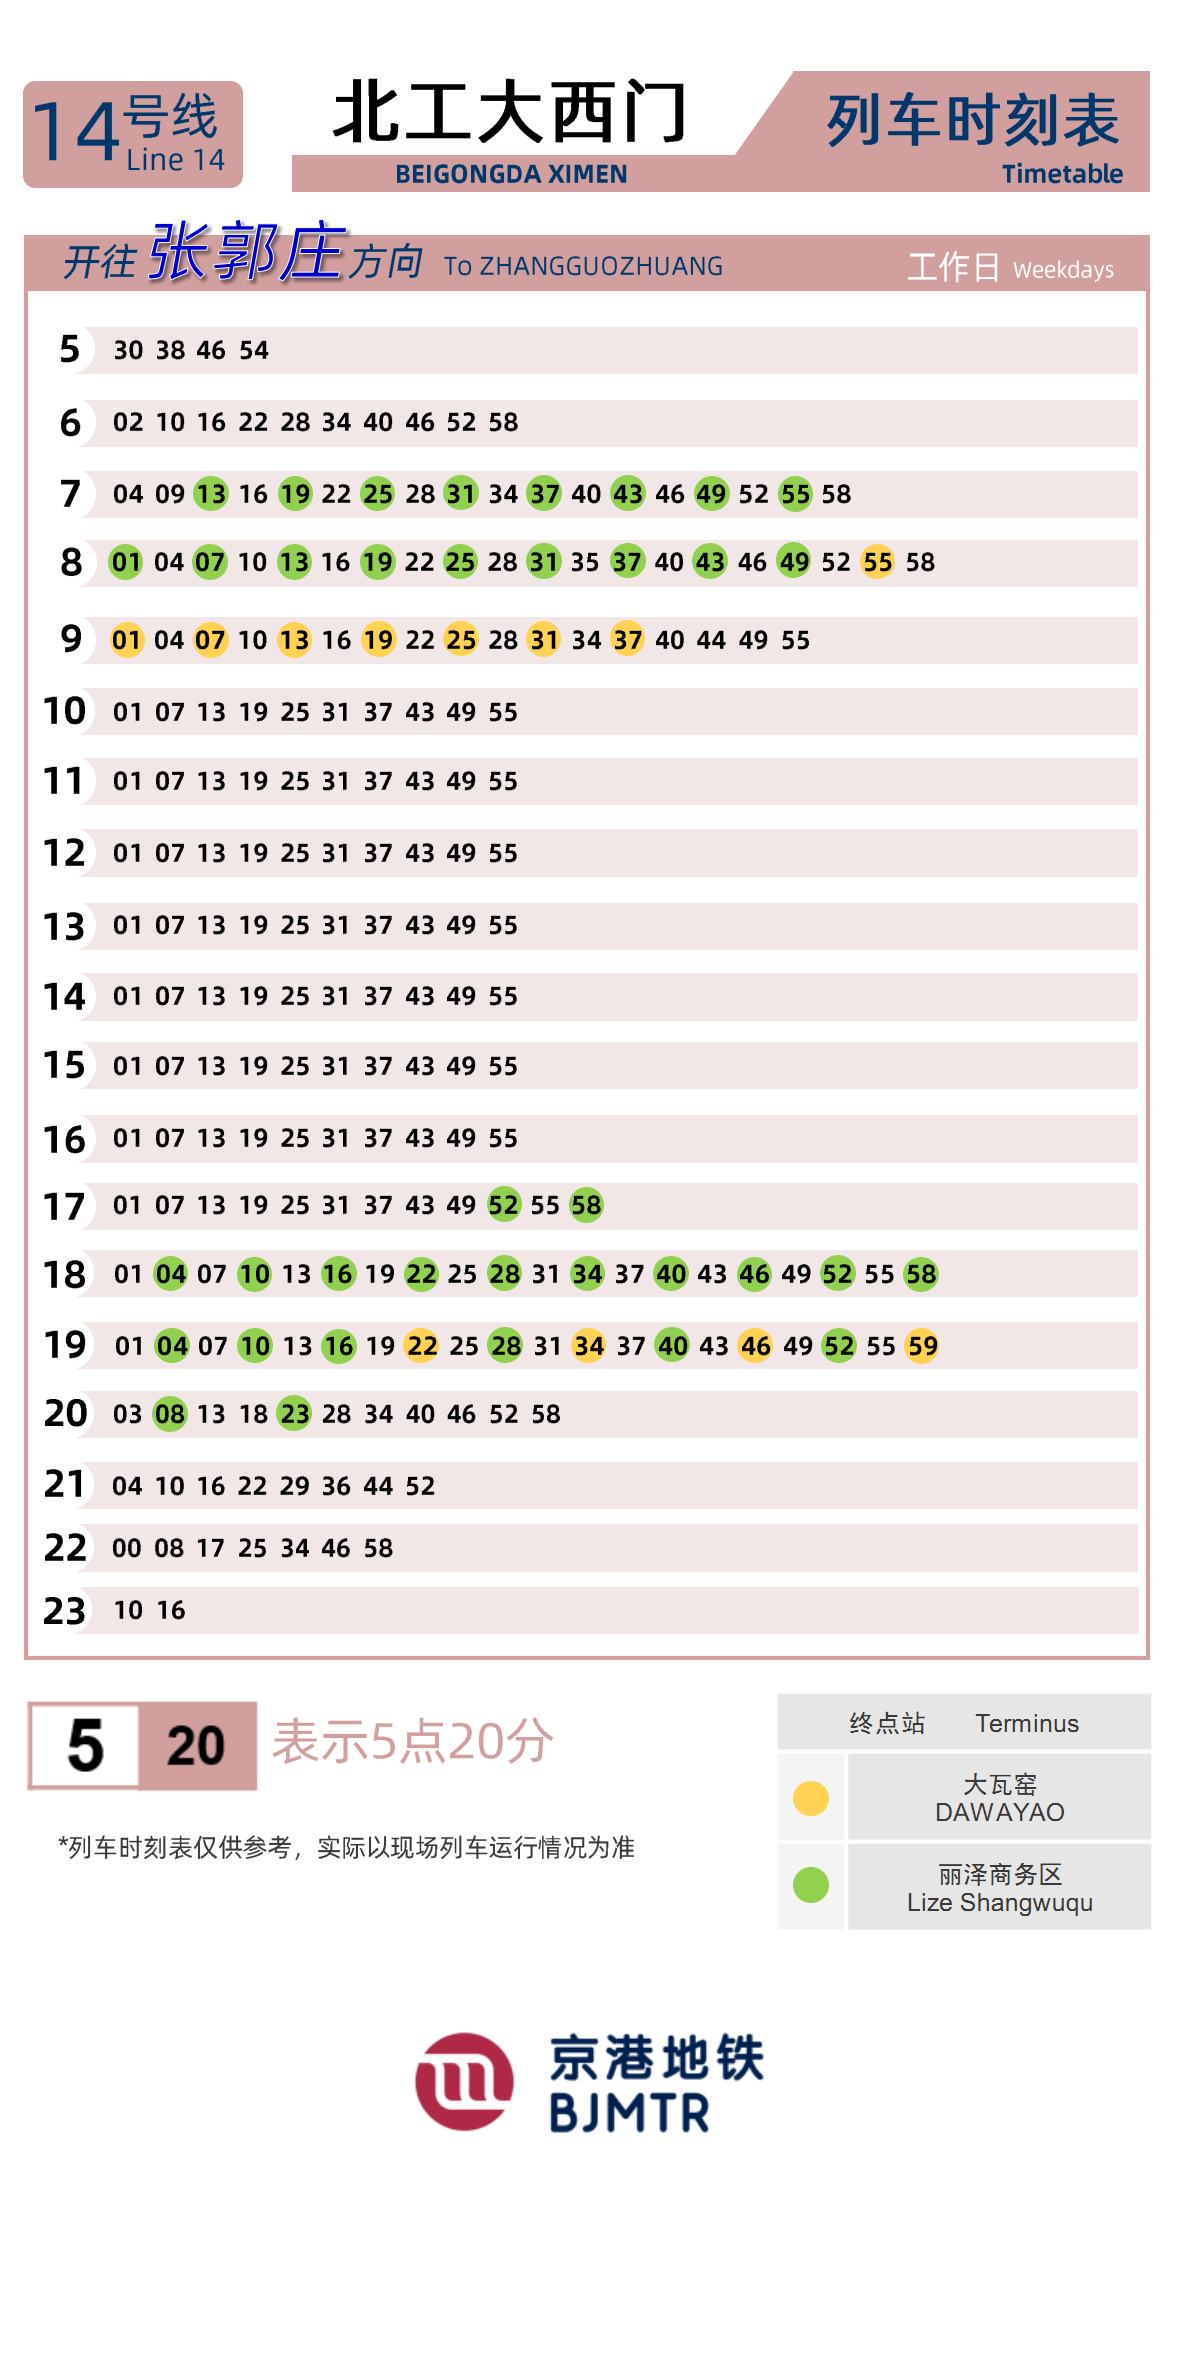 14号线
Line 14
北工大西门
BEIGONGDA XIMEN
列车时刻表
Timetable
开往 张郭庄 方向 To ZHANGGUOZHUANG 工作日 Weekdays
5 30 38 46 54
6 02 10 16 22 28 34 40 46 52 58
7 04 09 13 16 19 22 25 28 31 34 37 40 43 46 49 52 55 58
8 01 04 07 10 13 16 19 22 25 28 31 35 37 40 43 46 49 52 55 58
9 01 04 07 10 13 16 19 22 25 28 31 34 37 40 44 49 55
10 01 07 13 19 25 31 37 43 49 55
11 01 07 13 19 25 31 37 43 49 55
12 01 07 13 19 25 31 37 43 49 55
13 01 07 13 19 25 31 37 43 49 55
14 01 07 13 19 25 31 37 43 49 55
15 01 07 13 19 25 31 37 43 49 55
16 01 07 13 19 25 31 37 43 49 55
17 01 07 13 19 25 31 37 43 49 52 55 58
18 01 04 07 10 13 16 19 22 25 28 31 34 37 40 43 46 49 52 55 58
19 01 04 07 10 13 16 19 22 25 28 31 34 37 40 43 46 49 52 55 59
20 03 08 13 18 23 28 34 40 46 52 58
21 04 10 16 22 29 36 44 52
22 00 08 17 25 34 46 58
23 10 16
5 20 表示5点20分
*列车时刻表仅供参考，实际以现场列车运行情况为准
终点站 Terminus
大瓦窑
DAWAYAO
丽泽商务区
Lize Shangwuqu
京港地铁
BJMTR